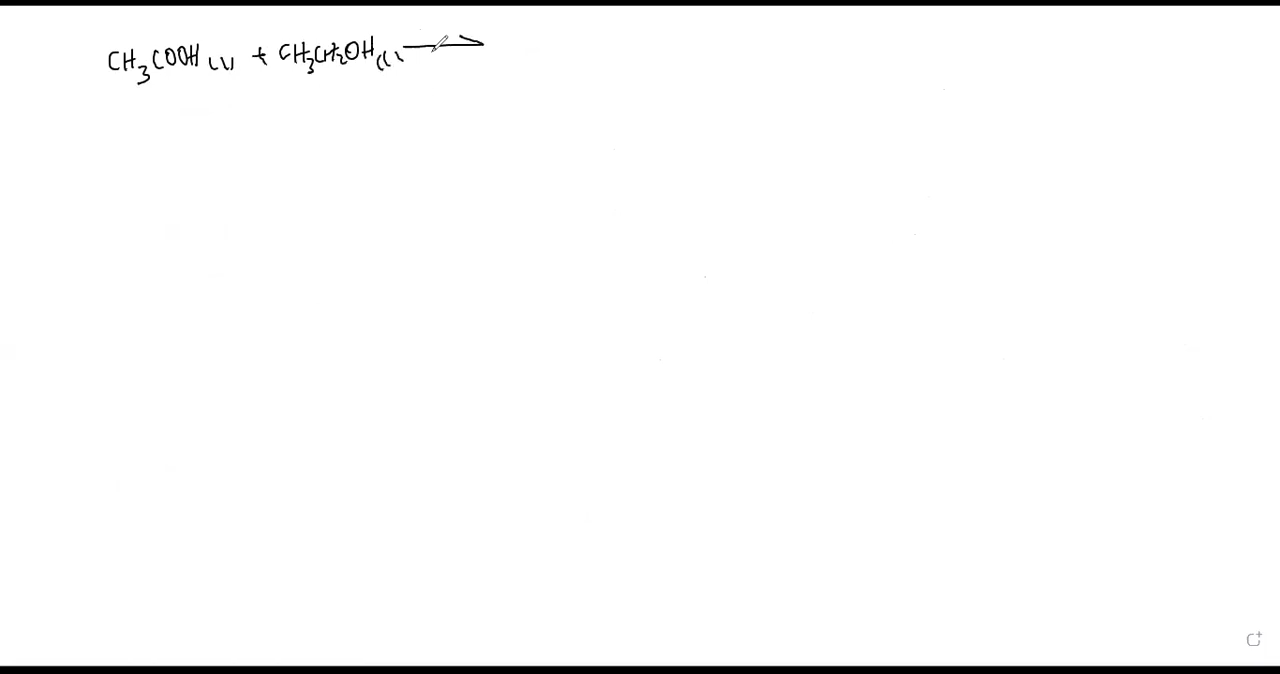 CH₃COOH(l) + CH₃CH₂OH(l) ⇀